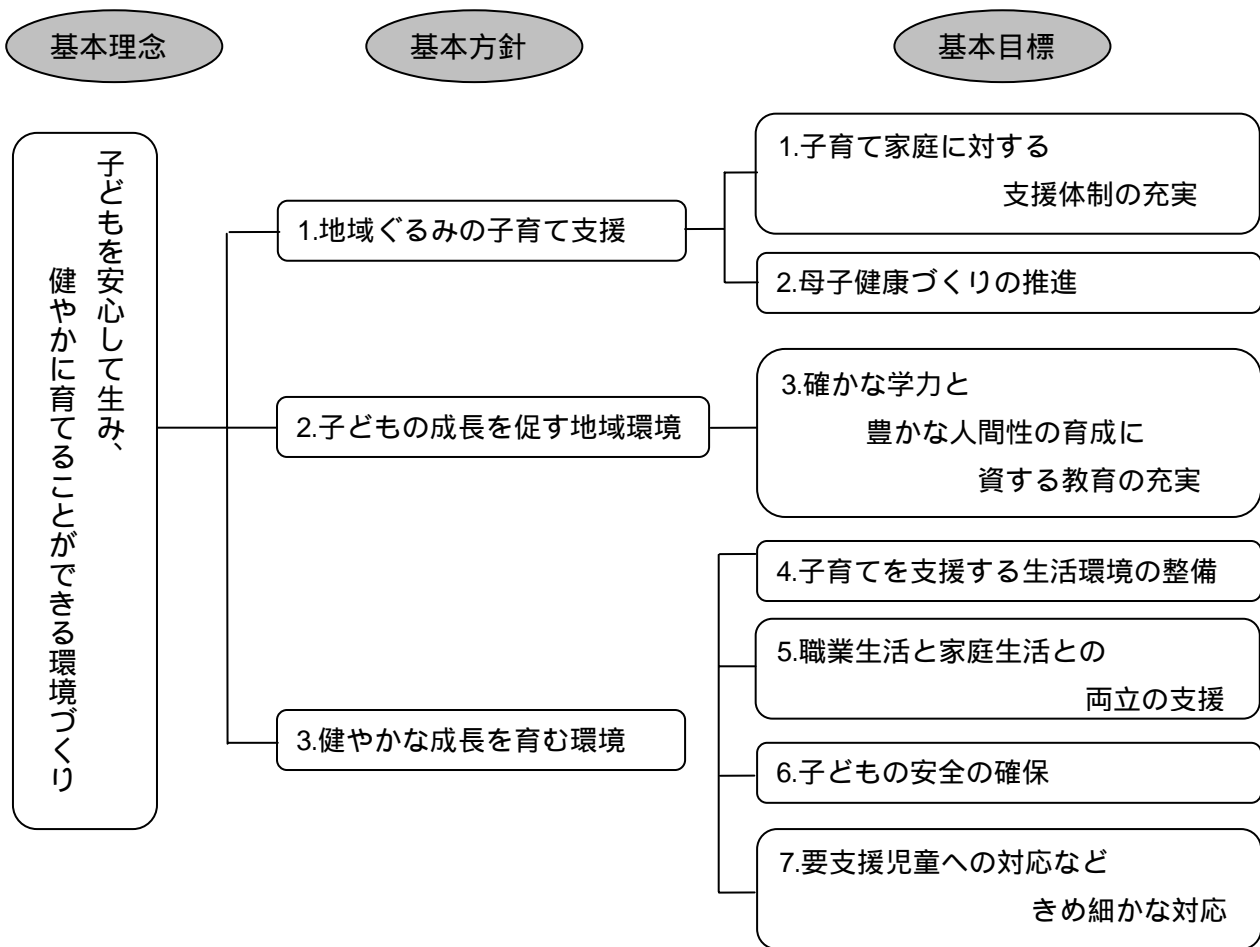 基本理念
基本方針
基本目標
子どもを安心して生み、
健やかに育てることができる環境づくり
1.地域ぐるみの子育て支援
2.子どもの成長を促す地域環境
3.健やかな成長を育む環境
1.子育て家庭に対する
支援体制の充実
2.母子健康づくりの推進
3.確かな学力と
豊かな人間性の育成に
資する教育の充実
4.子育てを支援する生活環境の整備
5.職業生活と家庭生活との
両立の支援
6.子どもの安全の確保
7.要支援児童への対応など
きめ細かな対応